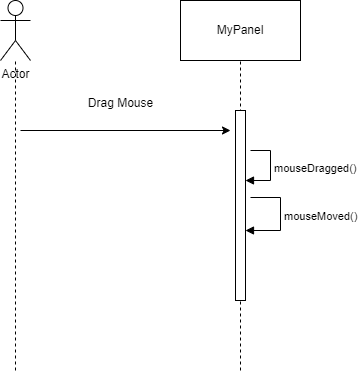 MyPanel
Actor
Drag Mouse
mouseDragged()
mouseMoved()